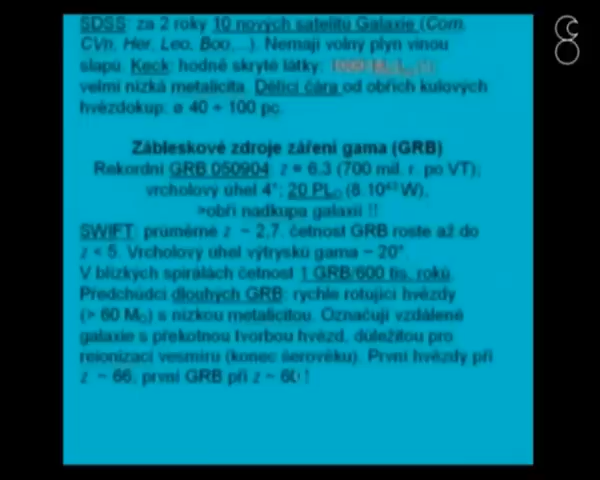 SDSS: za 2 roky 10 nových satelitů Galaxie (Com,
CVn, Her, Leo, Boo,...). Nemají volný plyn vinou
slapů. Keck: hodně skryté látky:
velmi nízká metalicita. Dělicí čára od obřích kulových
hvězdokup: ø 40 ÷ 100 pc.
Zábleskové zdroje záření gama (GRB)
Rekordní GRB 050904: z = 6,3 (700 mil. r. po VT);
vrcholový úhel 4°; 20 PL☉ (8.10⁴³ W),
>obří nadkupa galaxií !!
SWIFT: průměrné z ~ 2,7, četnost GRB roste až do
z < 5. Vrcholový úhel výtrysků gama ~ 20°.
V blízkých spirálách četnost 1 GRB/600 tis. roků.
Předchůdci dlouhých GRB: rychle rotující hvězdy
(> 60 M☉) s nízkou metalicitou. Označují vzdálené
galaxie s překotnou tvorbou hvězd, důležitou pro
reionizaci vesmíru (konec šerověku). První hvězdy při
z ~ 66; první GRB při z ~ 60 !